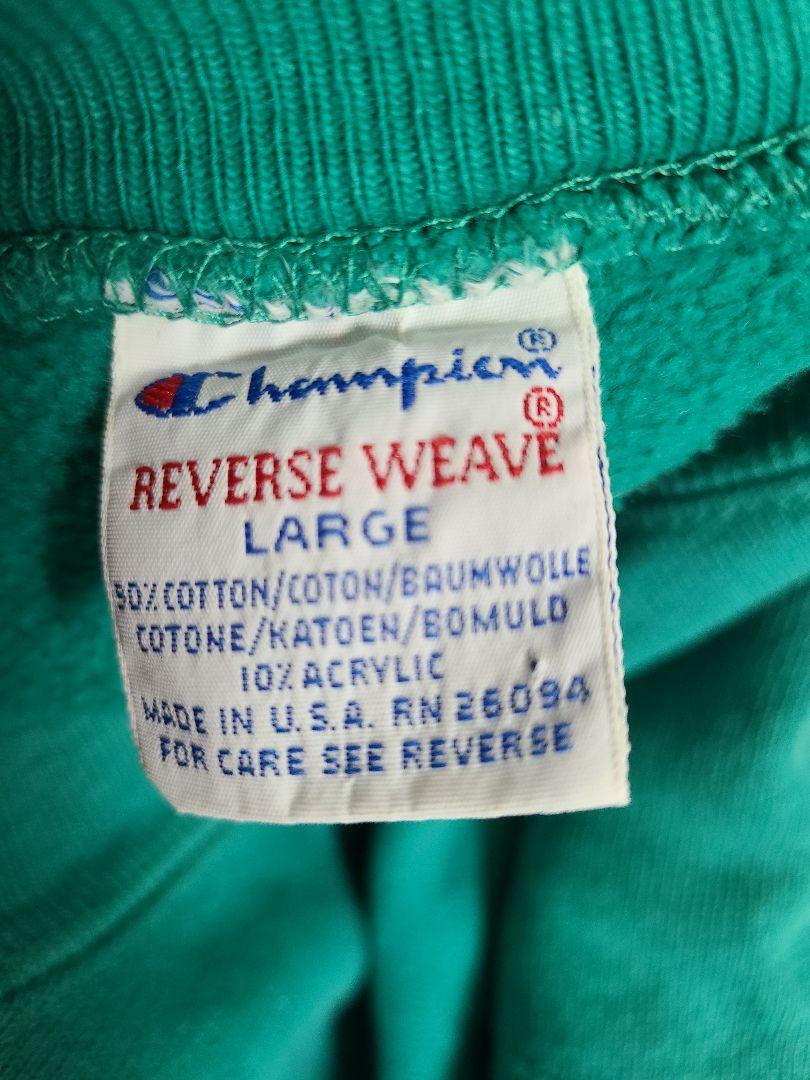 Champion®
REVERSE WEAVE®
LARGE
90% COTTON/COTON/BAUMWOLLE
COTONE/KATOEN/BOMULD
10% ACRYLIC
MADE IN U.S.A. RN 26094
FOR CARE SEE REVERSE